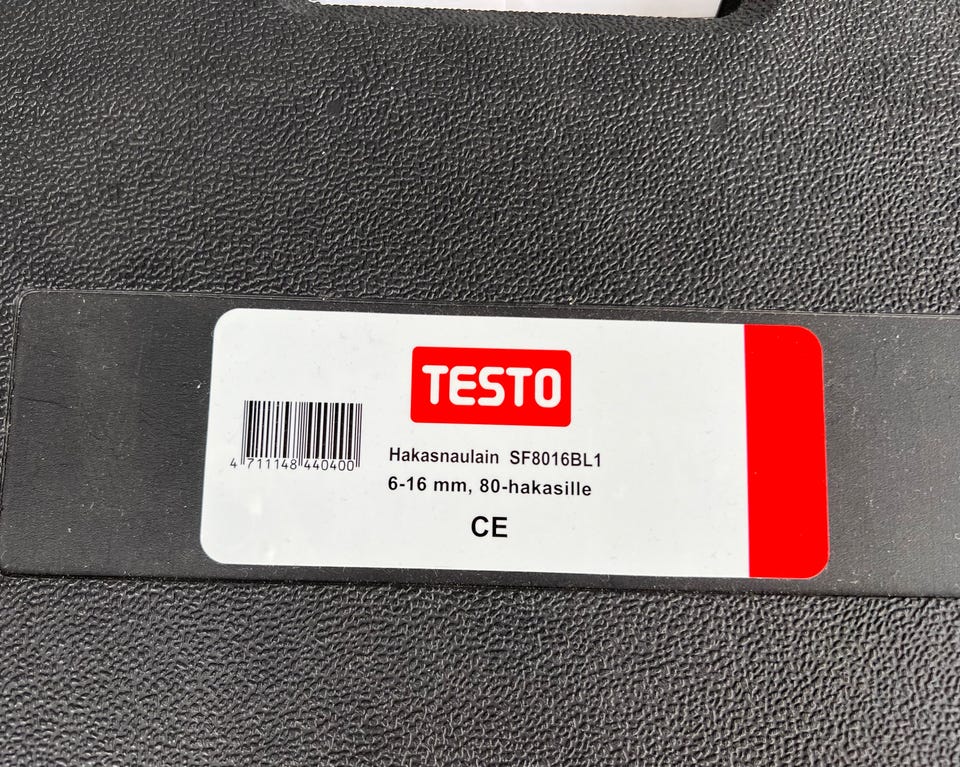 TESTO
4 711148 440400
Hakasnaulain SF8016BL1
6-16 mm, 80-hakasille
CE